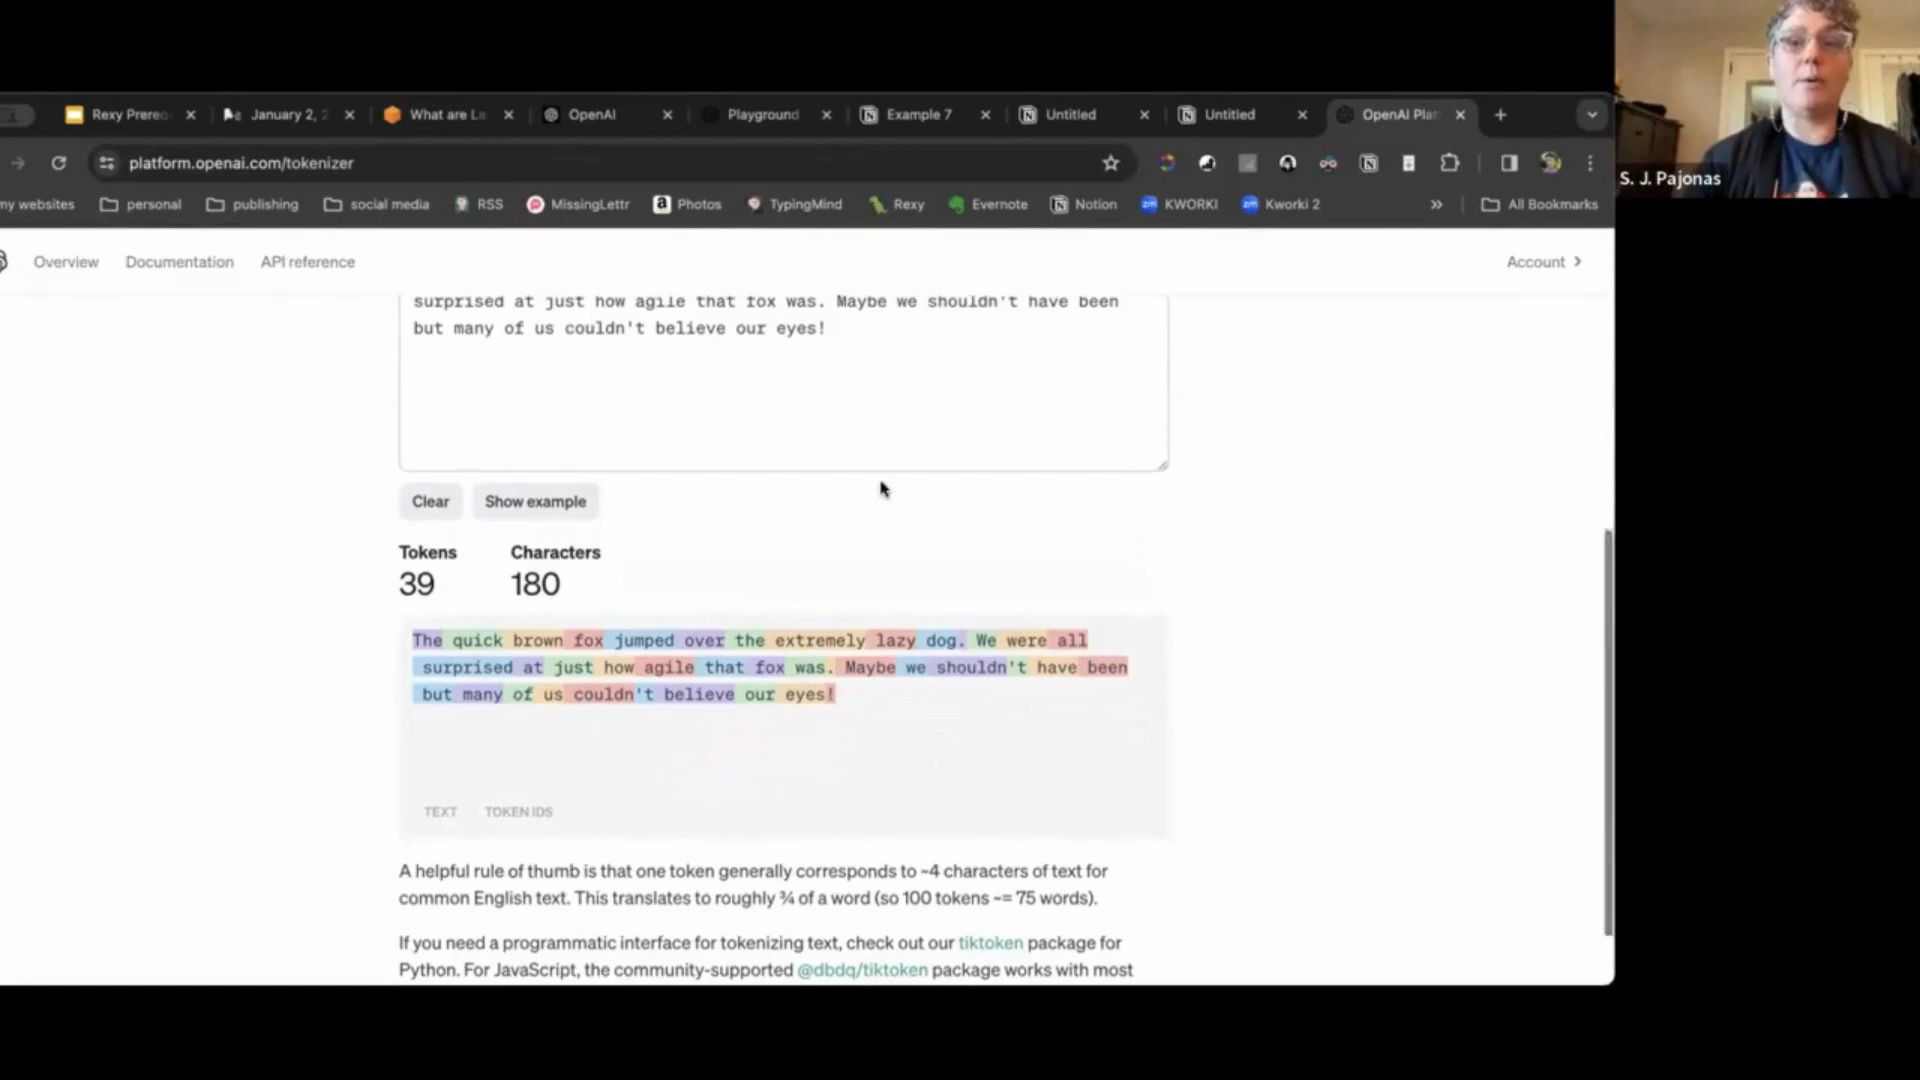 Rexy Prereq
January 2, 2
What are La
OpenAI
Playground
Example 7
Untitled
Untitled
OpenAI Plat
platform.openai.com/tokenizer
S. J. Pajonas
my websites
personal
publishing
social media
RSS
MissingLettr
Photos
TypingMind
Rexy
Evernote
Notion
KWORKI
Kworki 2
»
All Bookmarks
Overview
Documentation
API reference
Account
surprised at just how agile that fox was. Maybe we shouldn't have been
but many of us couldn't believe our eyes!
Clear
Show example
Tokens
Characters
39
180
The quick brown fox jumped over the extremely lazy dog. We were all
surprised at just how agile that fox was. Maybe we shouldn't have been
but many of us couldn't believe our eyes!
TEXT
TOKEN IDS
A helpful rule of thumb is that one token generally corresponds to ~4 characters of text for
common English text. This translates to roughly ¾ of a word (so 100 tokens ~= 75 words).
If you need a programmatic interface for tokenizing text, check out our tiktoken package for
Python. For JavaScript, the community-supported @dbdq/tiktoken package works with most